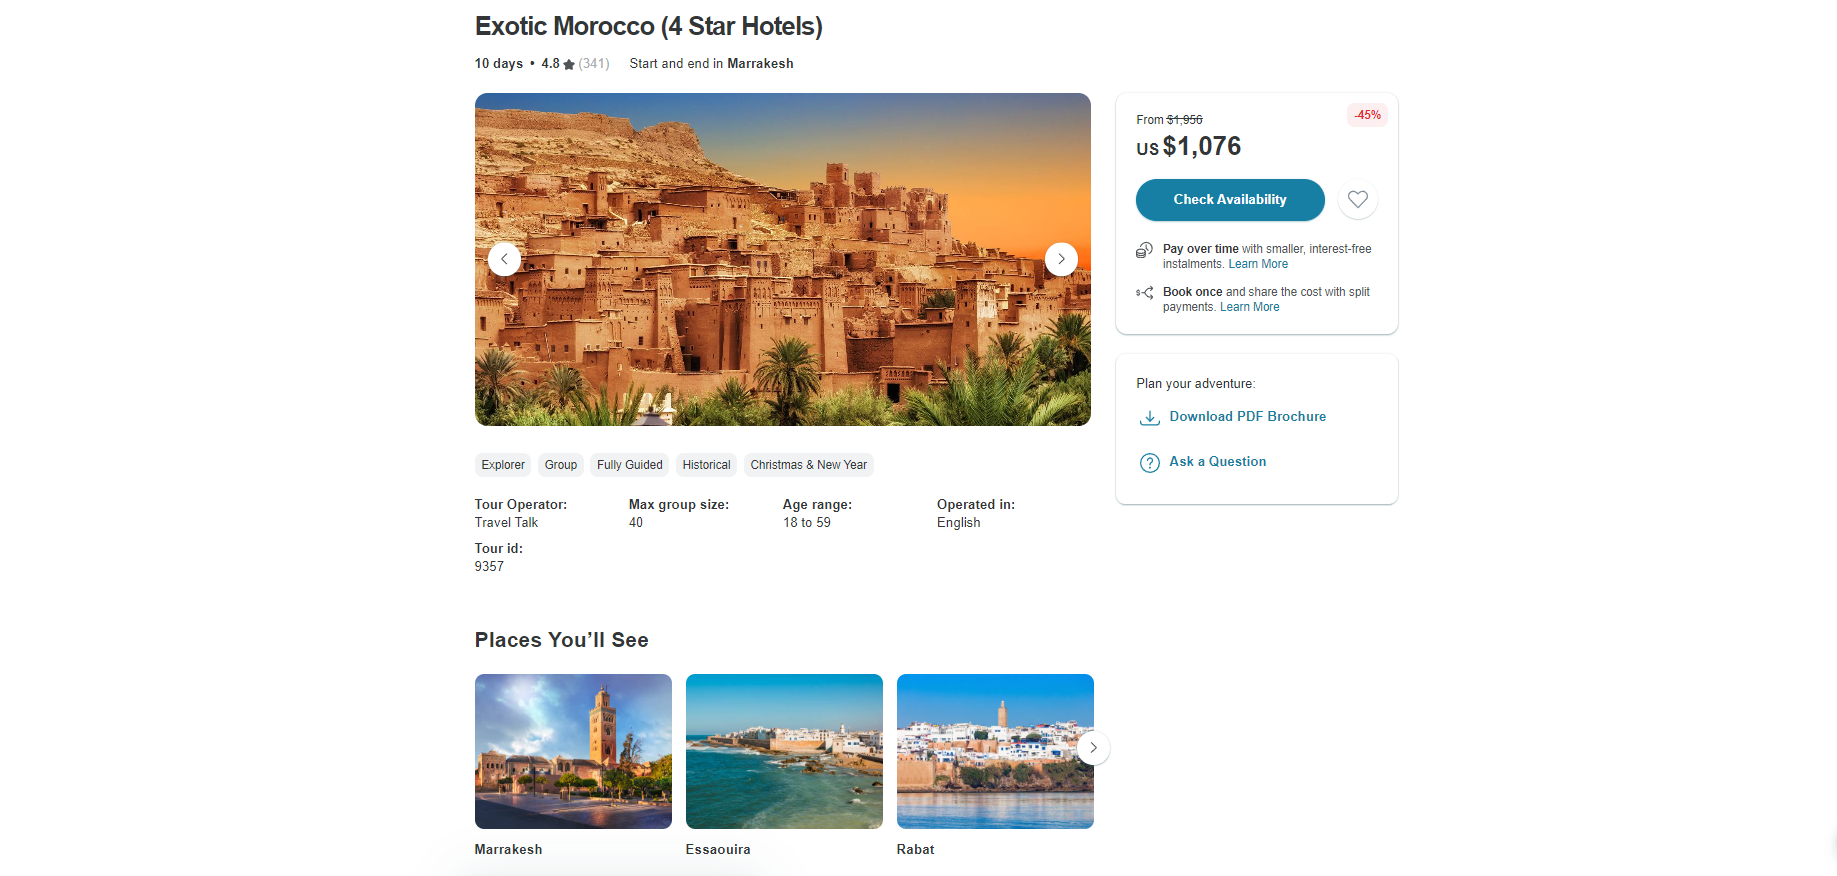 Exotic Morocco (4 Star Hotels)
10 days • 4.8 (341) Start and end in Marrakesh
From $1,956
-45%
US $1,076
Check Availability
Pay over time with smaller, interest-free
instalments. Learn More
Book once and share the cost with split
payments. Learn More
Plan your adventure:
Download PDF Brochure
Ask a Question
Explorer Group Fully Guided Historical Christmas & New Year
Tour Operator:
Travel Talk
Max group size:
40
Age range:
18 to 59
Operated in:
English
Tour id:
9357
Places You’ll See
Marrakesh
Essaouira
Rabat